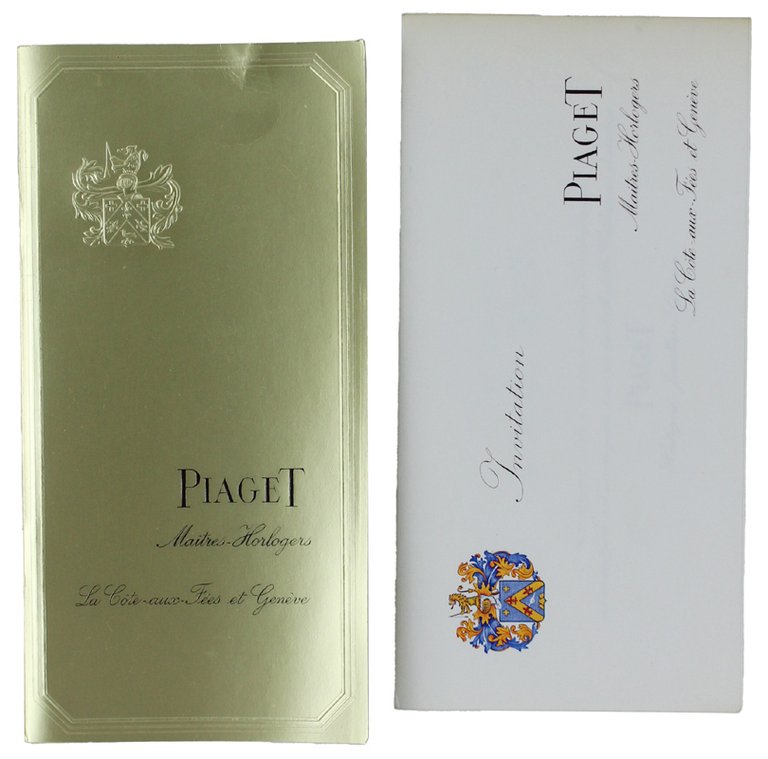 PIAGET
Maîtres-Horlogers
La Côte-aux-Fées et Genève
Invitation
PIAGET
Maîtres-Horlogers
La Côte-aux-Fées et Genève